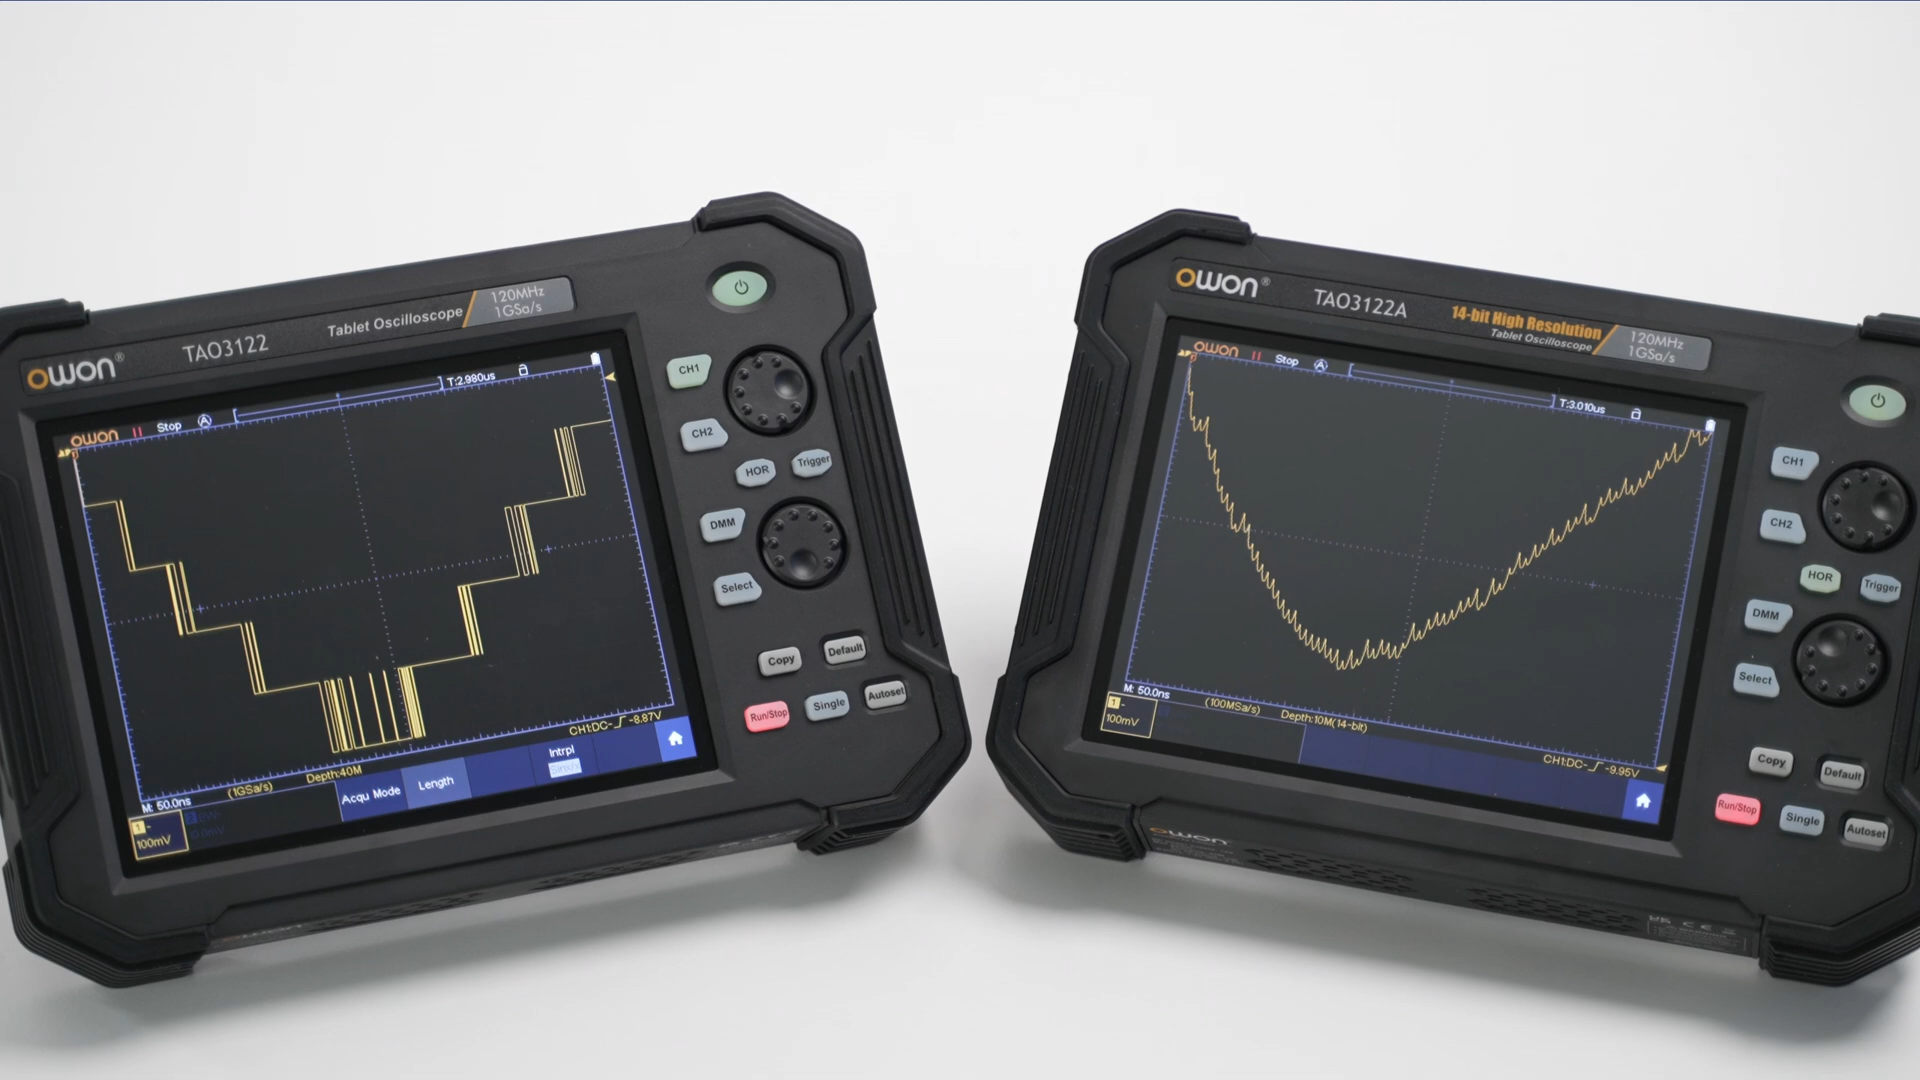 owon®
TAO3122
Tablet Oscilloscope
120MHz
1GSa/s
owon
Stop
A
T:2.980us
M: 50.0ns
(1GSa/s)
Depth:40M
CH1:DC-
-8.87V
1
100mV
Acqu Mode
Length
Intrpl
CH1
CH2
HOR
Trigger
DMM
Select
Copy
Default
Run/Stop
Single
Autoset
owon®
TAO3122A
14-bit High Resolution
Tablet Oscilloscope
120MHz
1GSa/s
owon
Stop
A
T:3.010us
M: 50.0ns
(100MSa/s)
Depth:10M(14-bit)
CH1:DC-
-9.95V
1
100mV
CH1
CH2
HOR
Trigger
DMM
Select
Copy
Default
Run/Stop
Single
Autoset
owon